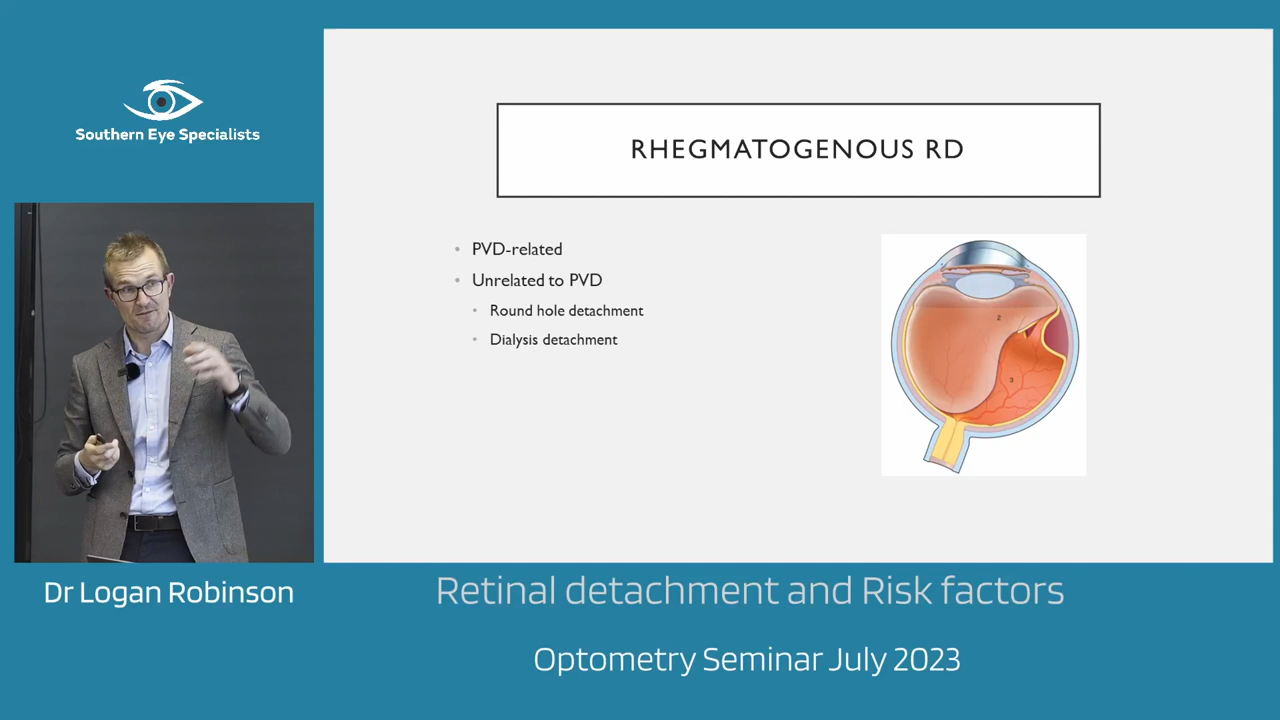 Southern Eye Specialists
RHEGMATOGENOUS RD
• PVD-related
• Unrelated to PVD
• Round hole detachment
• Dialysis detachment
2
3
Dr Logan Robinson
Retinal detachment and Risk factors
Optometry Seminar July 2023